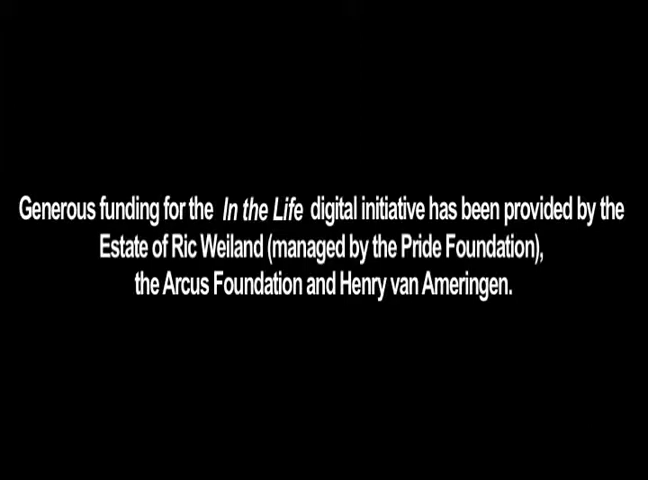 Generous funding for the In the Life digital initiative has been provided by the
Estate of Ric Weiland (managed by the Pride Foundation),
the Arcus Foundation and Henry van Ameringen.